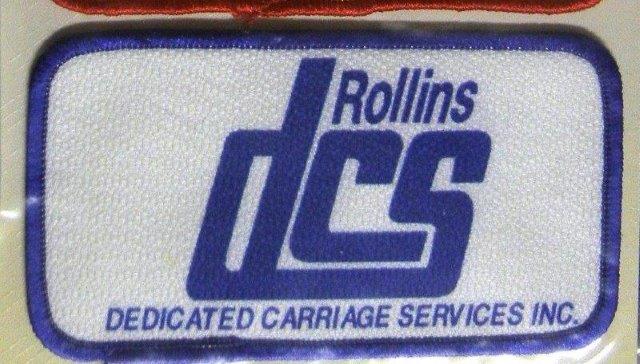 Rollins
dcs
DEDICATED CARRIAGE SERVICES INC.